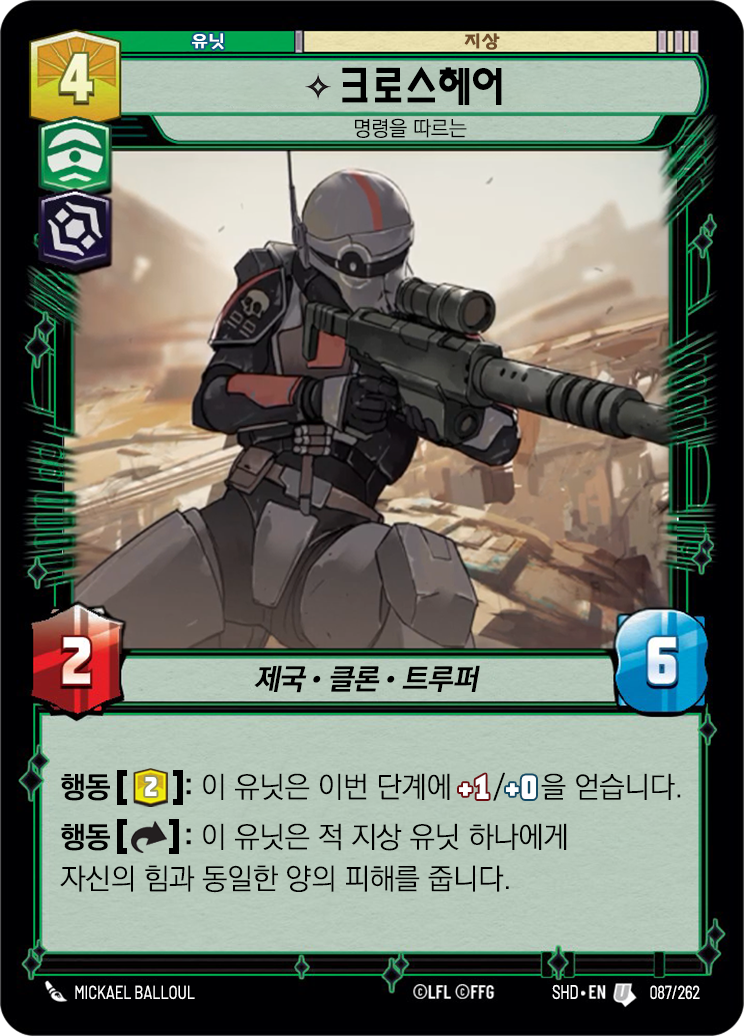 유닛
지상
4
✧ 크로스헤어
명령을 따르는
2
6
제국 • 클론 • 트루퍼
행동[2]: 이 유닛은 이번 단계에 +1/+0을 얻습니다.
행동[]: 이 유닛은 적 지상 유닛 하나에게
자신의 힘과 동일한 양의 피해를 줍니다.
MICKAEL BALLOUL
©LFL ©FFG
SHD • EN U 087/262